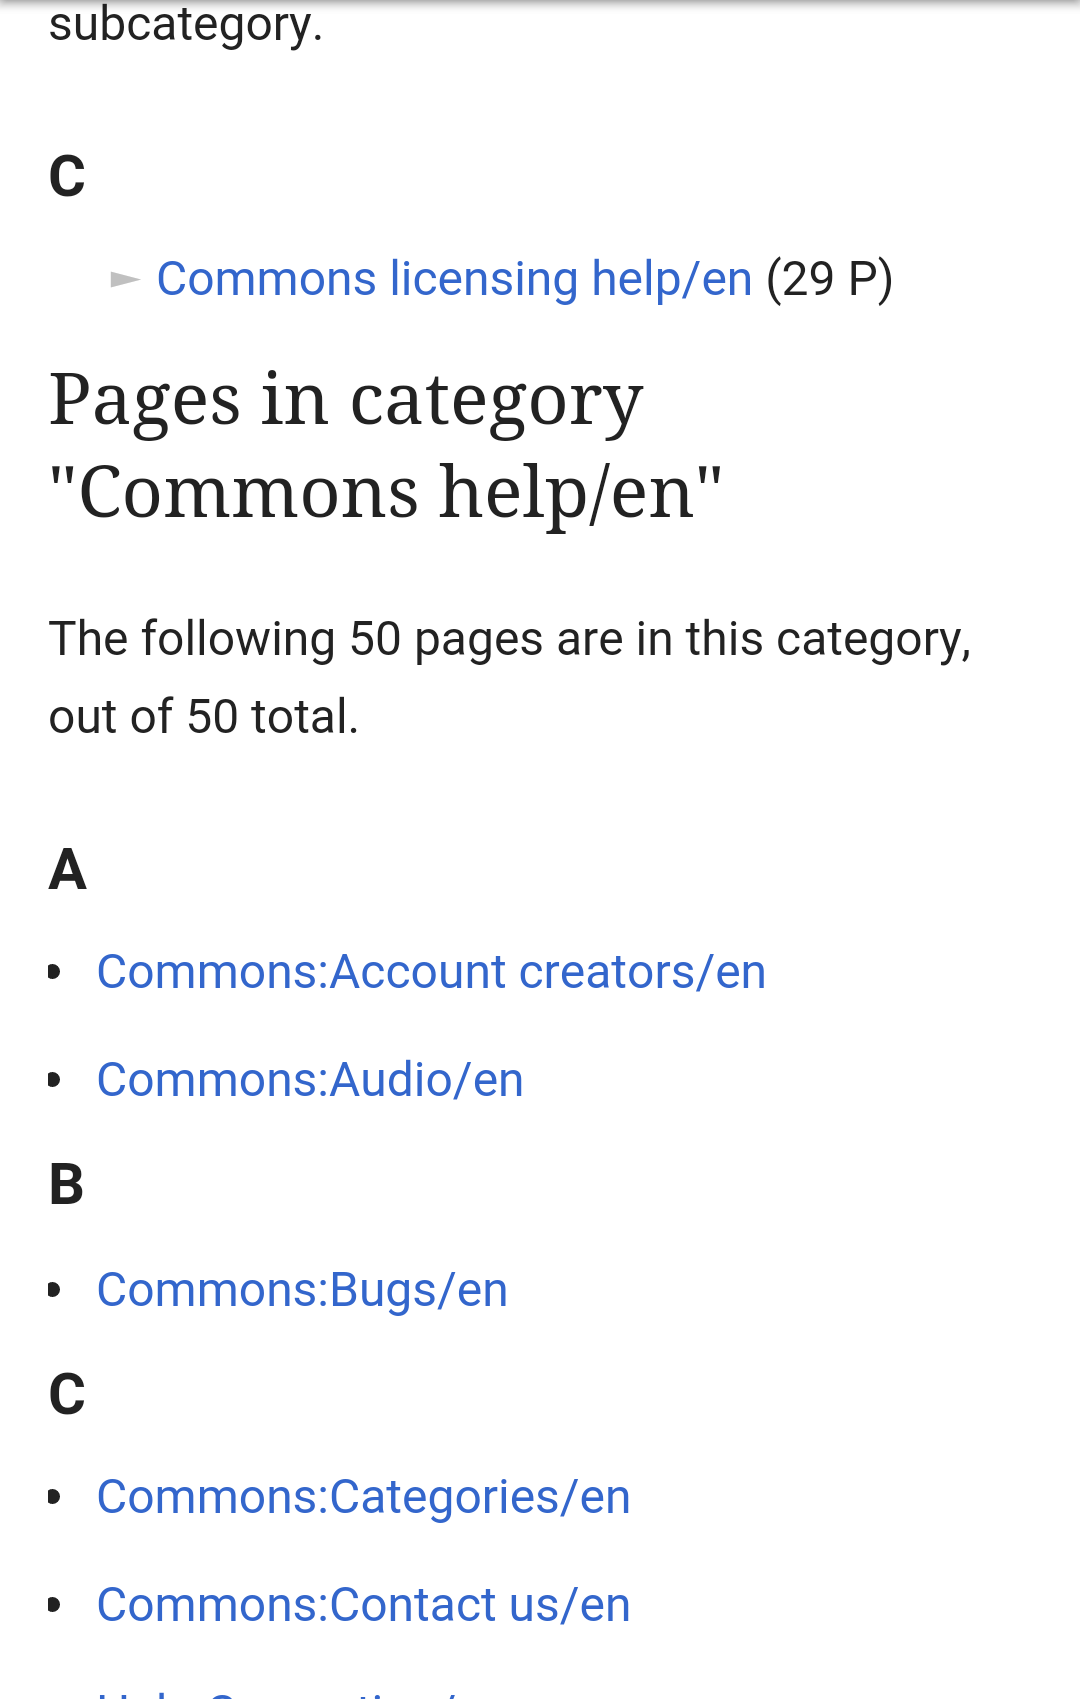 subcategory.
C
► Commons licensing help/en (29 P)
Pages in category
"Commons help/en"
The following 50 pages are in this category,
out of 50 total.
A
• Commons:Account creators/en
• Commons:Audio/en
B
• Commons:Bugs/en
C
• Commons:Categories/en
• Commons:Contact us/en